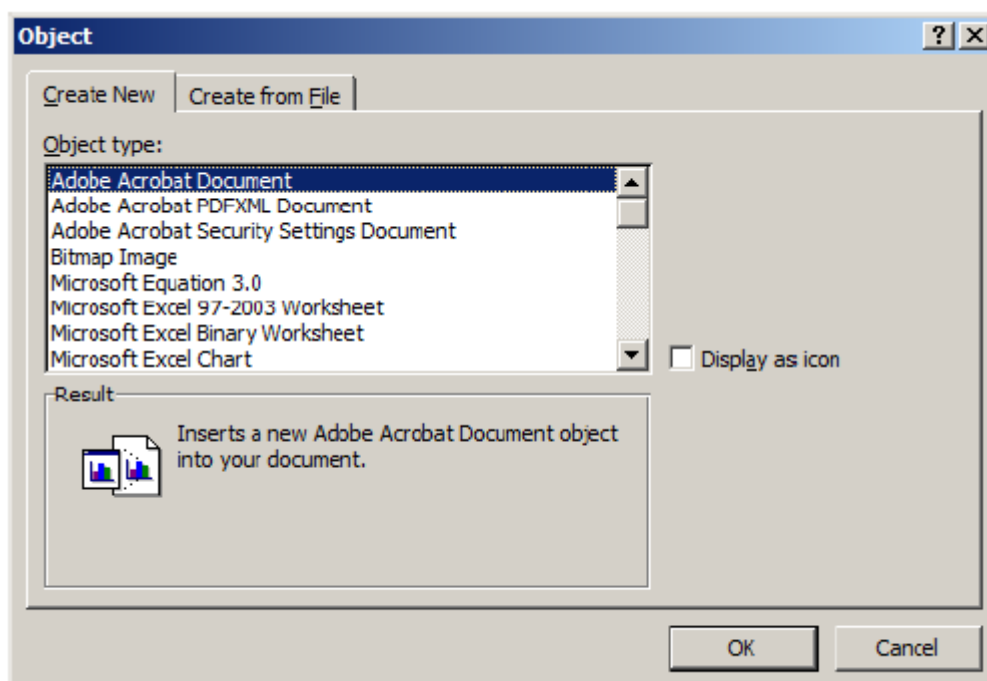 Object
Create New
Create from File
Object type:
Adobe Acrobat Document
Adobe Acrobat PDFXML Document
Adobe Acrobat Security Settings Document
Bitmap Image
Microsoft Equation 3.0
Microsoft Excel 97-2003 Worksheet
Microsoft Excel Binary Worksheet
Microsoft Excel Chart
Display as icon
Result
Inserts a new Adobe Acrobat Document object
into your document.
OK
Cancel